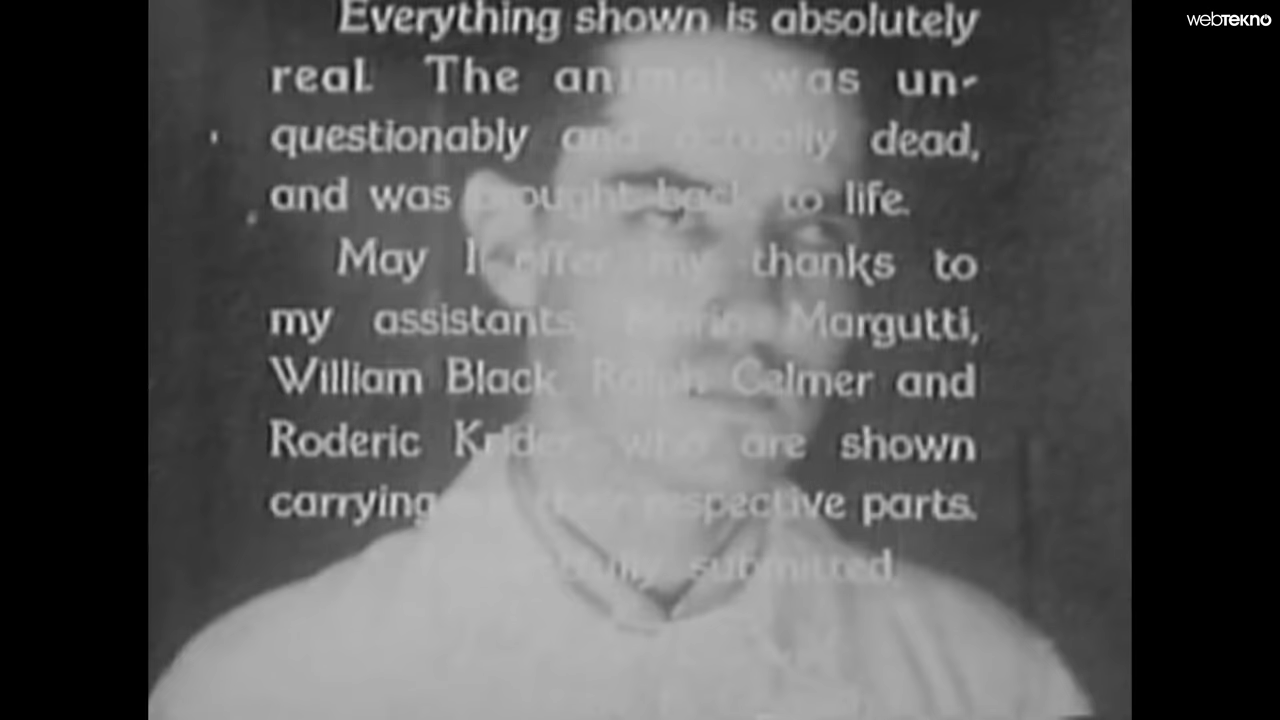 Everything shown is absolutely
real. The animal was un-
questionably and actually dead,
and was brought back to life.
May I offer my thanks to
my assistants, Mario Margutti,
William Black, Ralph Celmer and
Roderic Krider, who are shown
carrying out their respective parts.
submitted,
webtekno